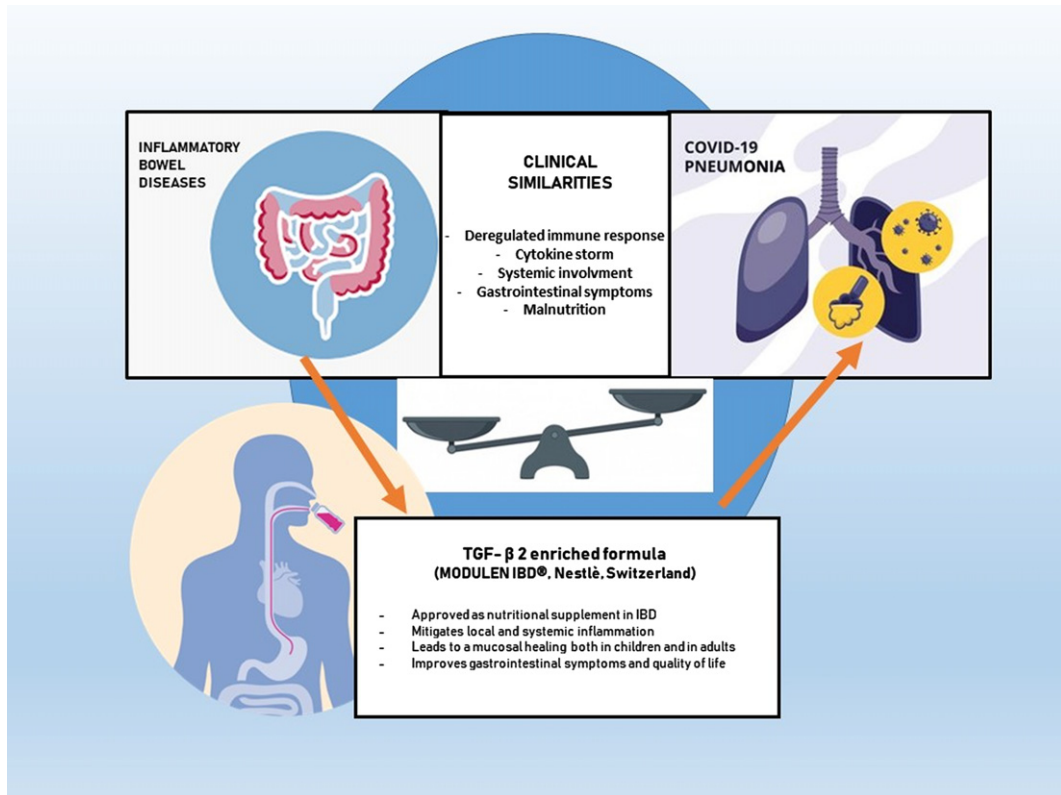 INFLAMMATORY
BOWEL
DISEASES
CLINICAL
SIMILARITIES
- Deregulated immune response
- Cytokine storm
- Systemic involvment
- Gastrointestinal symptoms
- Malnutrition
COVID-19
PNEUMONIA
TGF- β 2 enriched formula
(MODULEN IBD®, Nestlè, Switzerland)
- Approved as nutritional supplement in IBD
- Mitigates local and systemic inflammation
- Leads to a mucosal healing both in children and in adults
- Improves gastrointestinal symptoms and quality of life